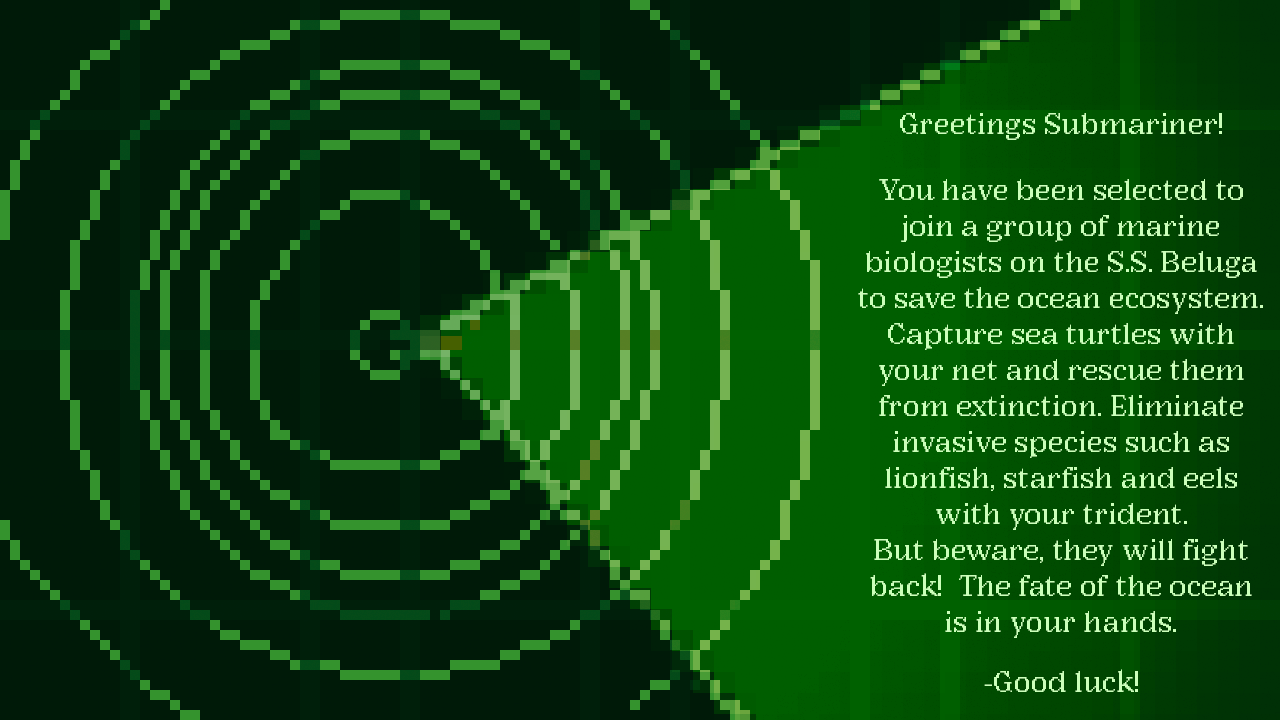 Greetings Submariner!
You have been selected to
join a group of marine
biologists on the S.S. Beluga
to save the ocean ecosystem.
Capture sea turtles with
your net and rescue them
from extinction. Eliminate
invasive species such as
lionfish, starfish and eels
with your trident.
But beware, they will fight
back!  The fate of the ocean
is in your hands.
-Good luck!